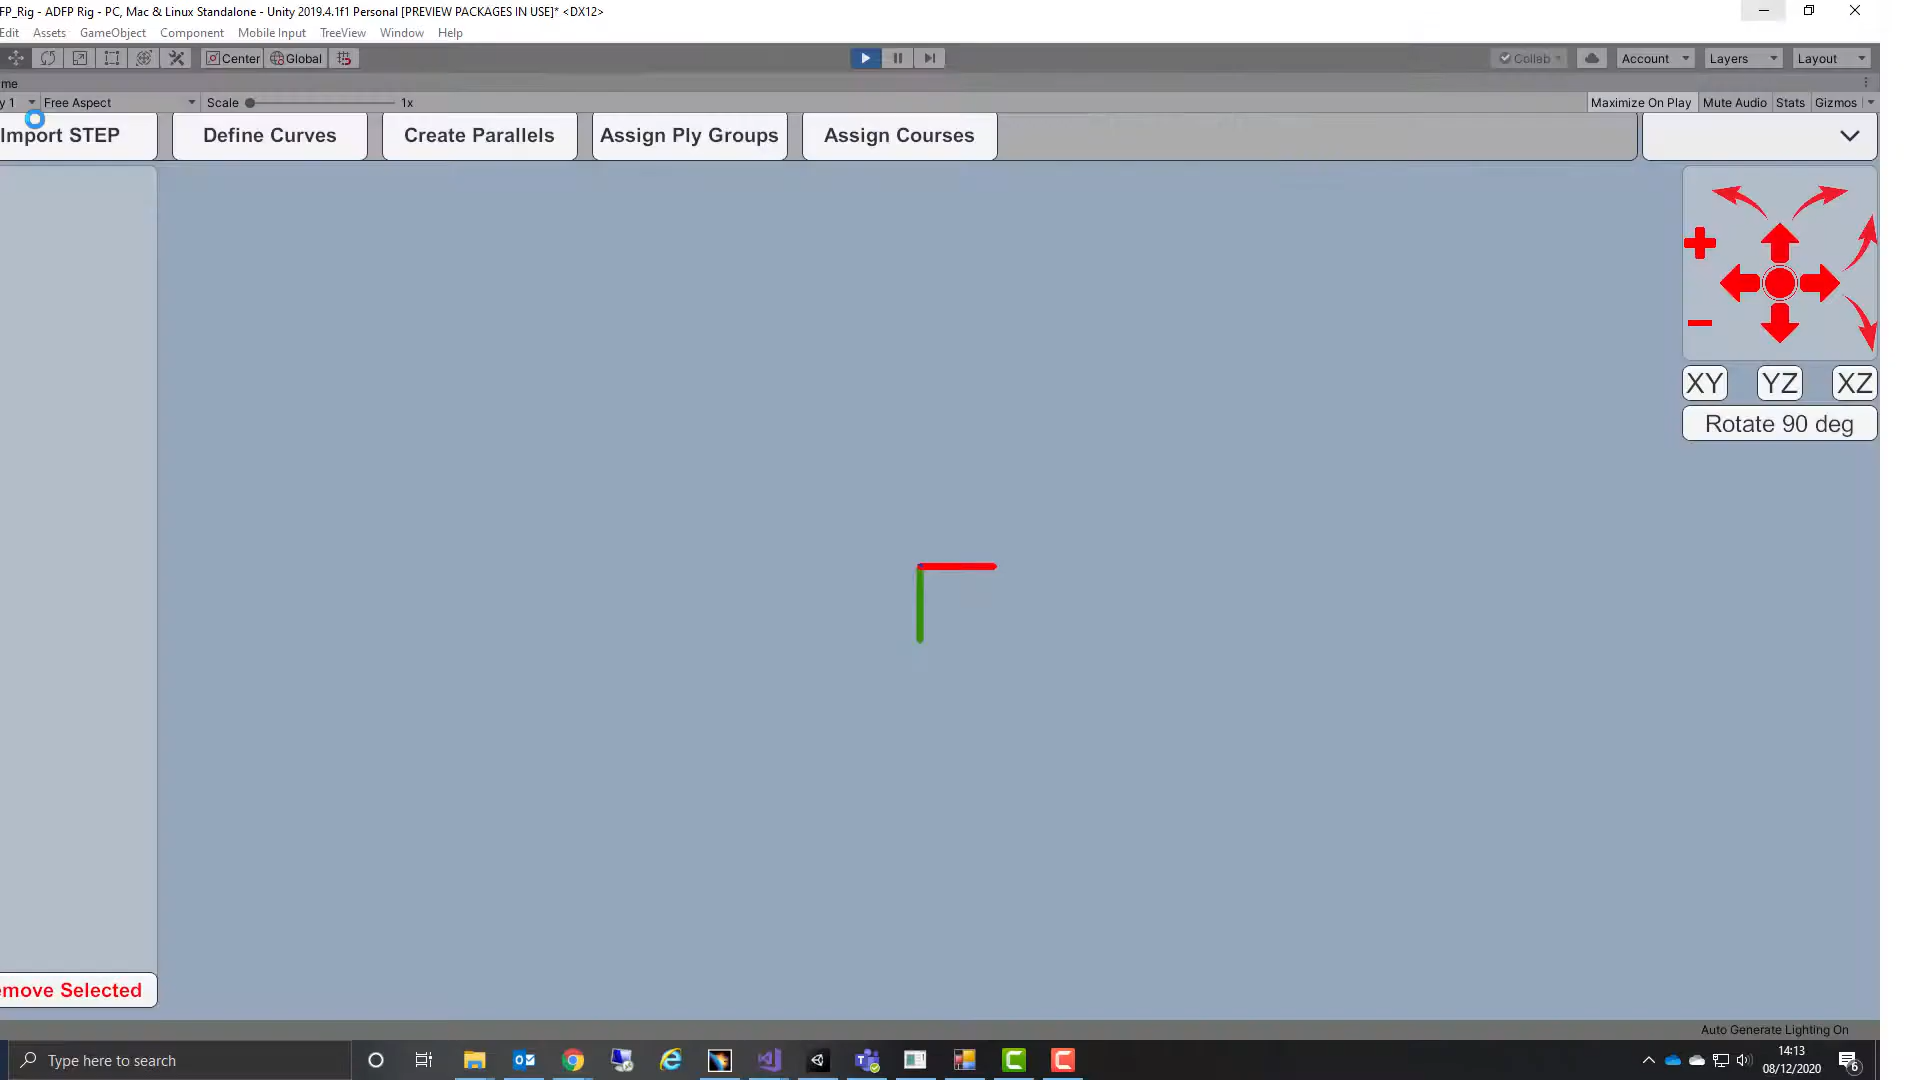 FP_Rig - ADFP Rig - PC, Mac & Linux Standalone - Unity 2019.4.1f1 Personal [PREVIEW PACKAGES IN USE]* <DX12>
Edit Assets GameObject Component Mobile Input TreeView Window Help
Center Global Collab Account Layers Layout
me
y 1 Free Aspect Scale 1x Maximize On Play Mute Audio Stats Gizmos
Import STEP Define Curves Create Parallels Assign Ply Groups Assign Courses
XY YZ XZ
Rotate 90 deg
emove Selected
Auto Generate Lighting On
Type here to search
14:13
08/12/2020
6